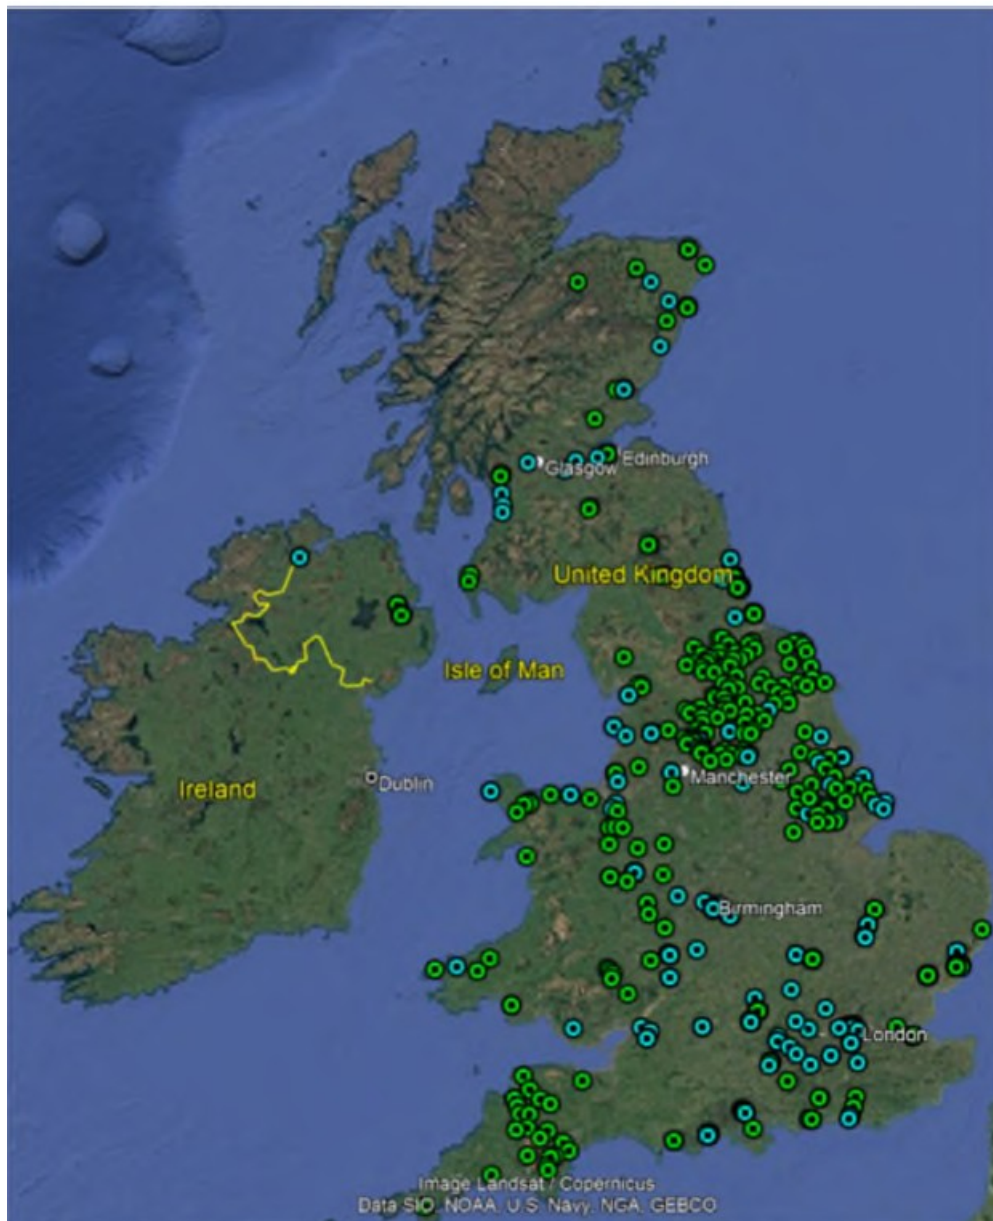 Edinburgh
Glasgow
United Kingdom
Isle of Man
Dublin
Manchester
Ireland
Birmingham
London
Image Landsat / Copernicus
Data SIO, NOAA, U.S. Navy, NGA, GEBCO